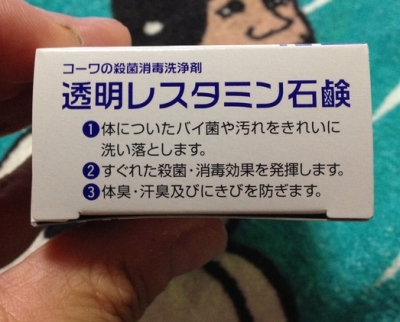 コーワの殺菌消毒洗浄剤
透明レスタミン石鹸
❶体についたバイ菌や汚れをきれいに
洗い落とします。
❷すぐれた殺菌・消毒効果を発揮します。
❸体臭・汗臭及びにきびを防ぎます。